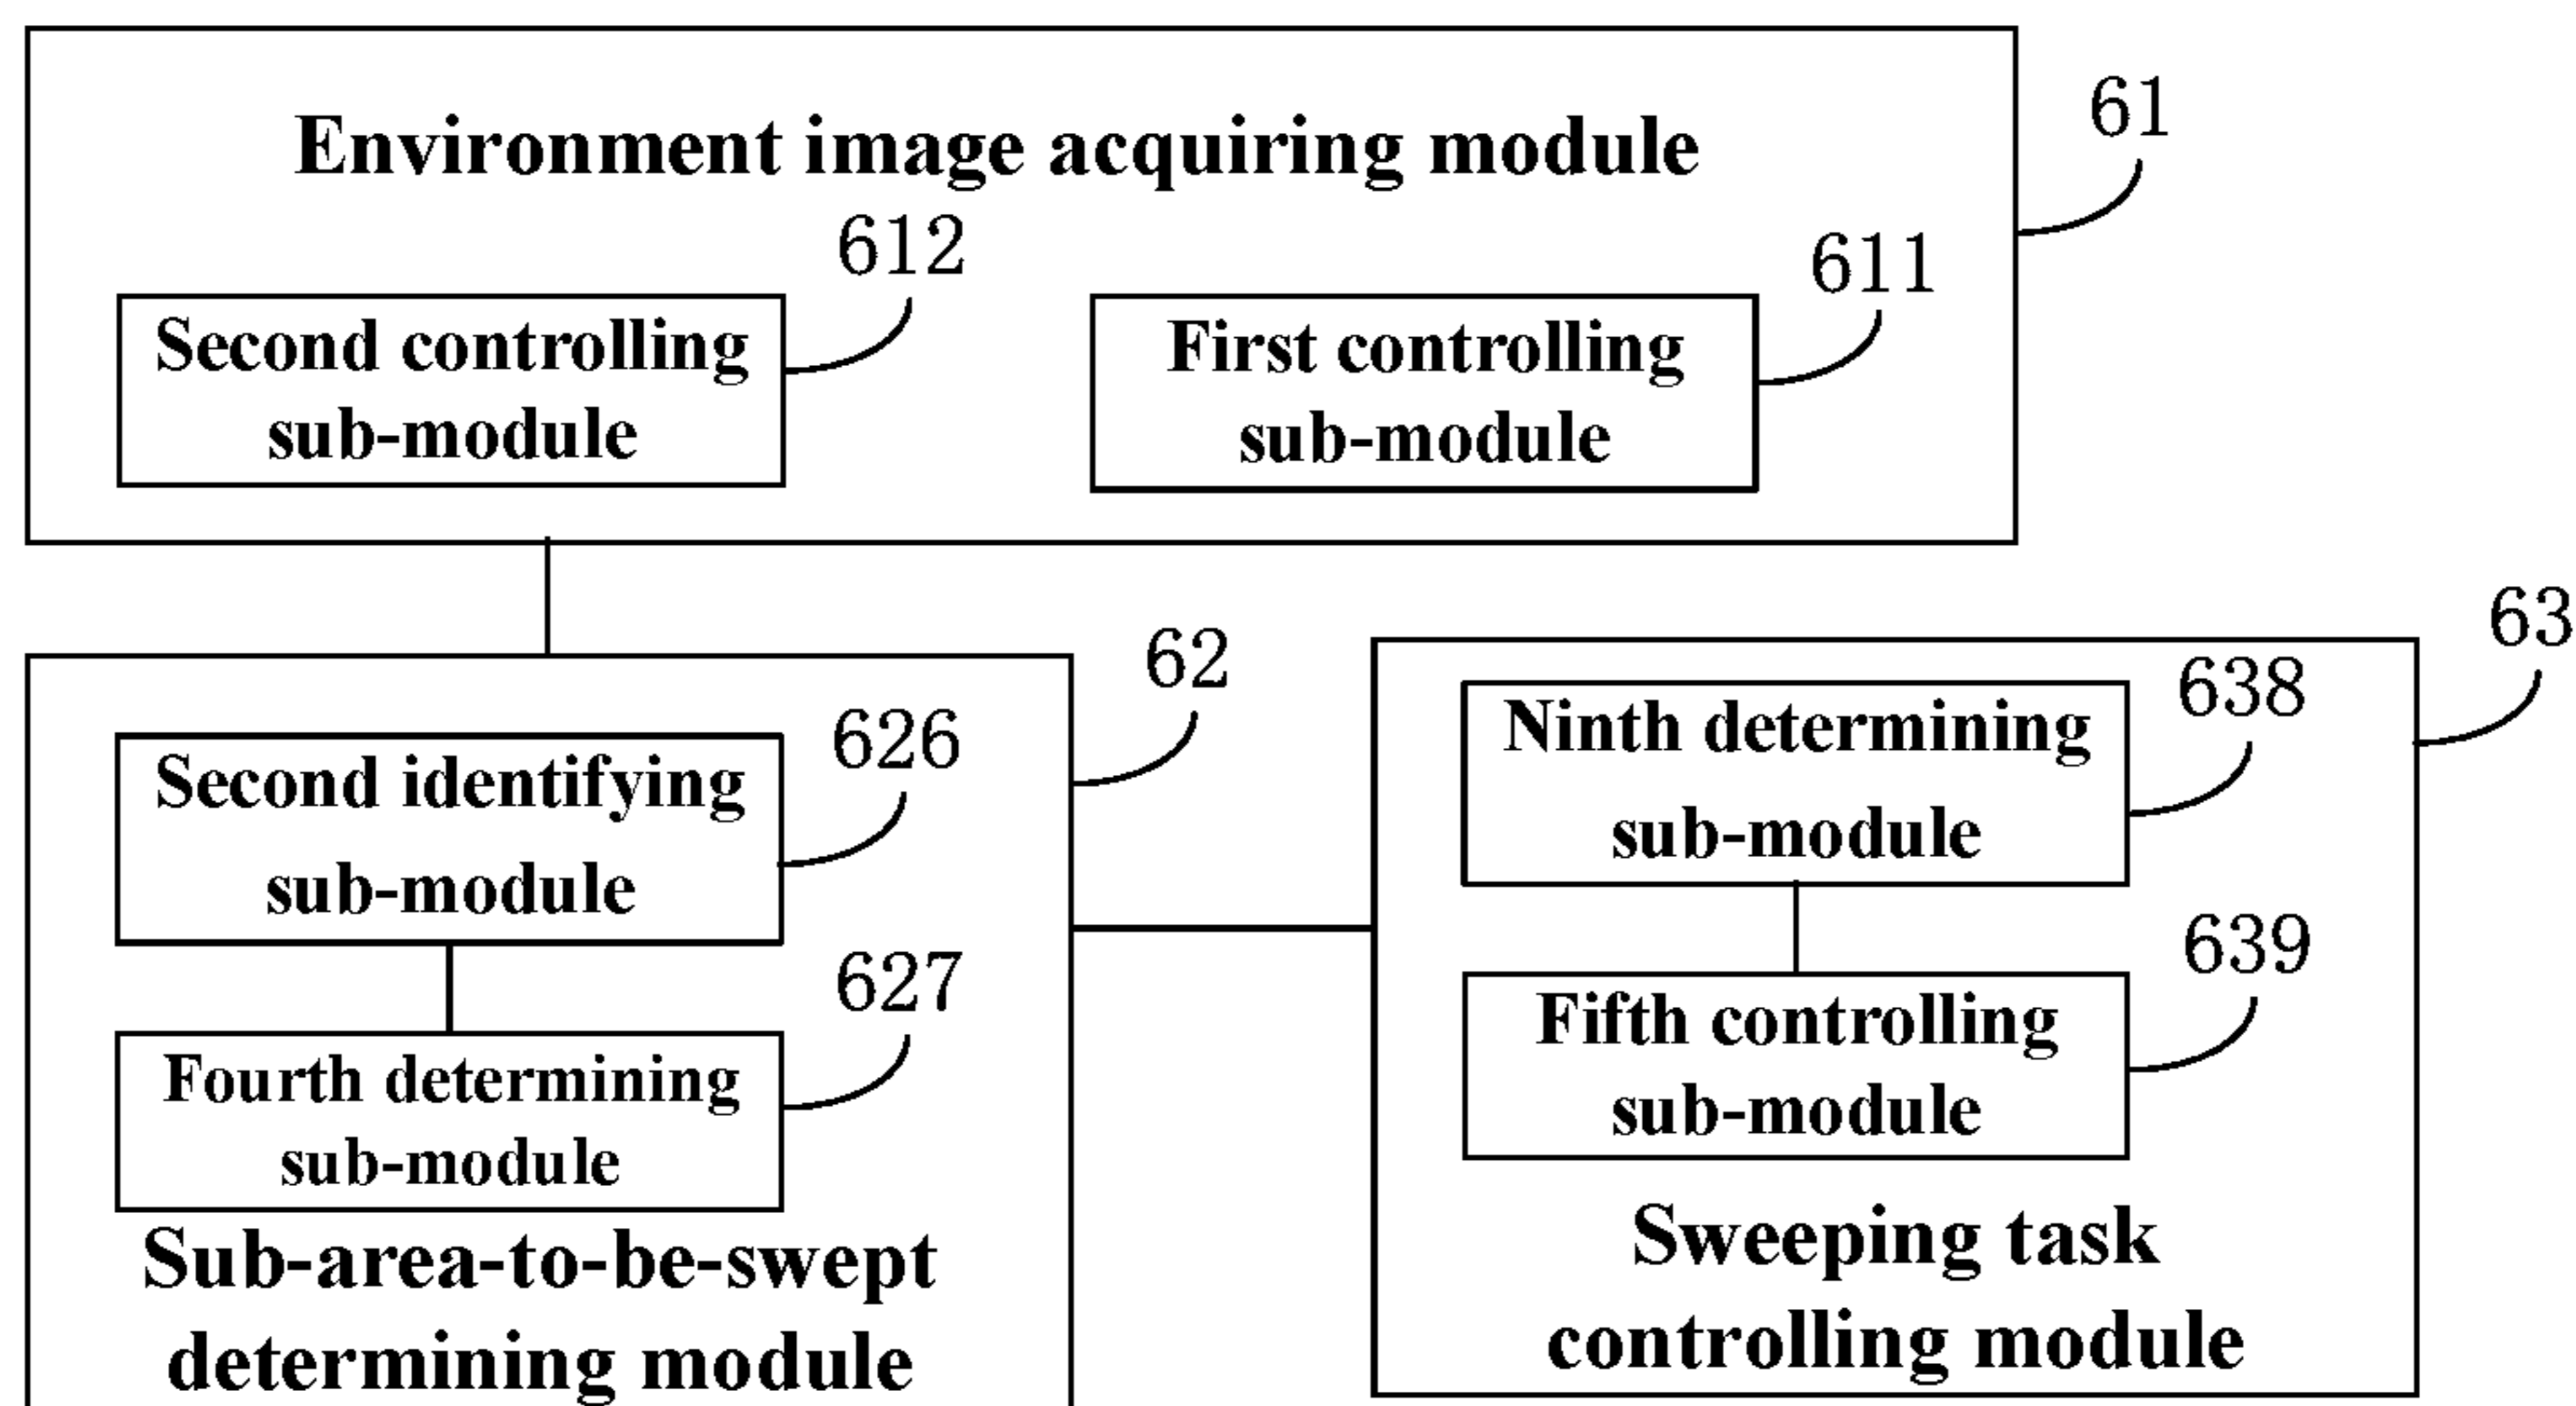 Environment image acquiring module
61
612
611
Second controlling
sub-module
First controlling
sub-module
62
63
626
Second identifying
sub-module
627
Fourth determining
sub-module
Sub-area-to-be-swept
determining module
638
Ninth determining
sub-module
639
Fifth controlling
sub-module
Sweeping task
controlling module